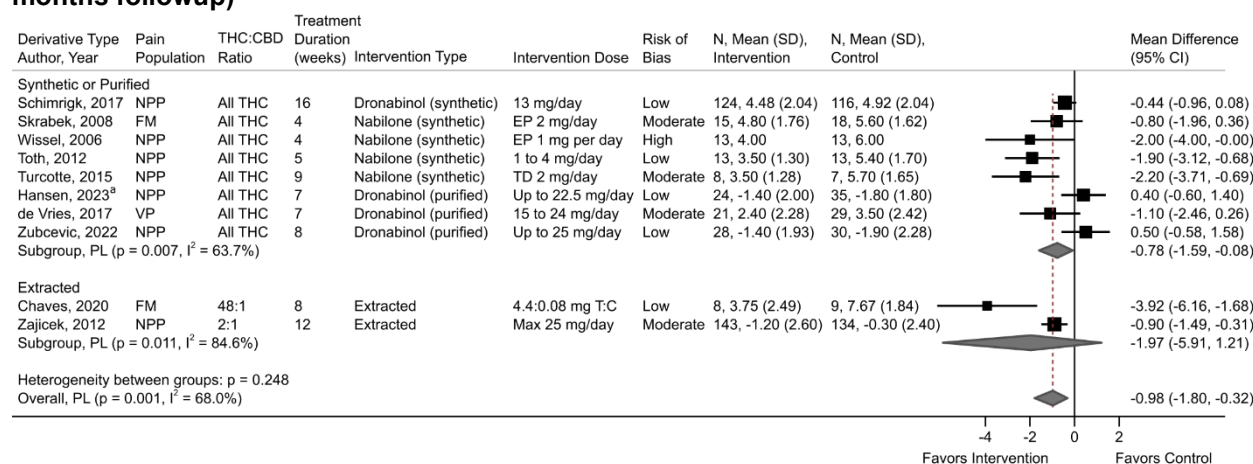 months followup)
Derivative Type Author, Year Pain Population THC:CBD Ratio Treatment Duration (weeks) Intervention Type Intervention Dose Risk of Bias N, Mean (SD), Intervention N, Mean (SD), Control Mean Difference (95% CI)
Synthetic or Purified
Schimrigk, 2017 NPP All THC 16 Dronabinol (synthetic) 13 mg/day Low 124, 4.48 (2.04) 116, 4.92 (2.04) -0.44 (-0.96, 0.08)
Skrabek, 2008 FM All THC 4 Nabilone (synthetic) EP 2 mg/day Moderate 15, 4.80 (1.76) 18, 5.60 (1.62) -0.80 (-1.96, 0.36)
Wissel, 2006 NPP All THC 4 Nabilone (synthetic) EP 1 mg per day High 13, 4.00 13, 6.00 -2.00 (-4.00, -0.00)
Toth, 2012 NPP All THC 5 Nabilone (synthetic) 1 to 4 mg/day Low 13, 3.50 (1.30) 13, 5.40 (1.70) -1.90 (-3.12, -0.68)
Turcotte, 2015 NPP All THC 9 Nabilone (synthetic) TD 2 mg/day Moderate 8, 3.50 (1.28) 7, 5.70 (1.65) -2.20 (-3.71, -0.69)
Hansen, 2023a NPP All THC 7 Dronabinol (purified) Up to 22.5 mg/day Low 24, -1.40 (2.00) 35, -1.80 (1.80) 0.40 (-0.60, 1.40)
de Vries, 2017 VP All THC 7 Dronabinol (purified) 15 to 24 mg/day Moderate 21, 2.40 (2.28) 29, 3.50 (2.42) -1.10 (-2.46, 0.26)
Zubcevic, 2022 NPP All THC 8 Dronabinol (purified) Up to 25 mg/day Low 28, -1.40 (1.93) 30, -1.90 (2.28) 0.50 (-0.58, 1.58)
Subgroup, PL (p = 0.007, I² = 63.7%) -0.78 (-1.59, -0.08)
Extracted
Chaves, 2020 FM 48:1 8 Extracted 4.4:0.08 mg T:C Low 8, 3.75 (2.49) 9, 7.67 (1.84) -3.92 (-6.16, -1.68)
Zajicek, 2012 NPP 2:1 12 Extracted Max 25 mg/day Moderate 143, -1.20 (2.60) 134, -0.30 (2.40) -0.90 (-1.49, -0.31)
Subgroup, PL (p = 0.011, I² = 84.6%) -1.97 (-5.91, 1.21)
Heterogeneity between groups: p = 0.248
Overall, PL (p = 0.001, I² = 68.0%) -0.98 (-1.80, -0.32)
-4 -2 0 2
Favors Intervention Favors Control